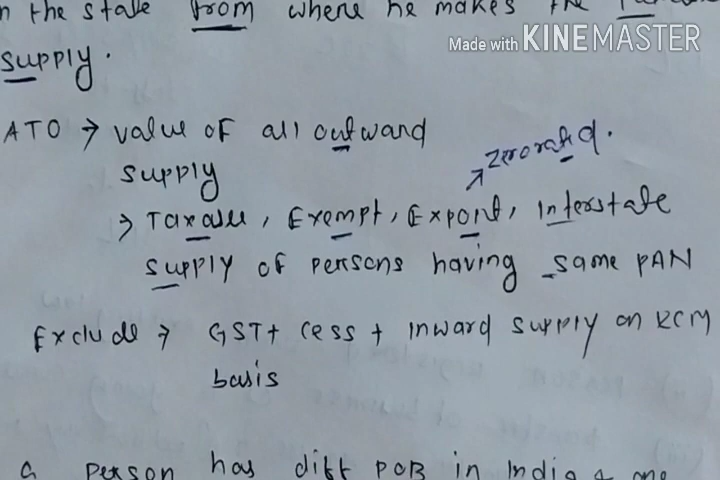 n the state from where he makes the
Made with KINEMASTER
supply.
ATO → value of all outward
zero rated.
supply
→ Taxable, Exempt, Export, Interstate
supply of persons having same PAN
Exclude → GST + cess + inward supply on RCM
basis
a person has diff POB in India & one